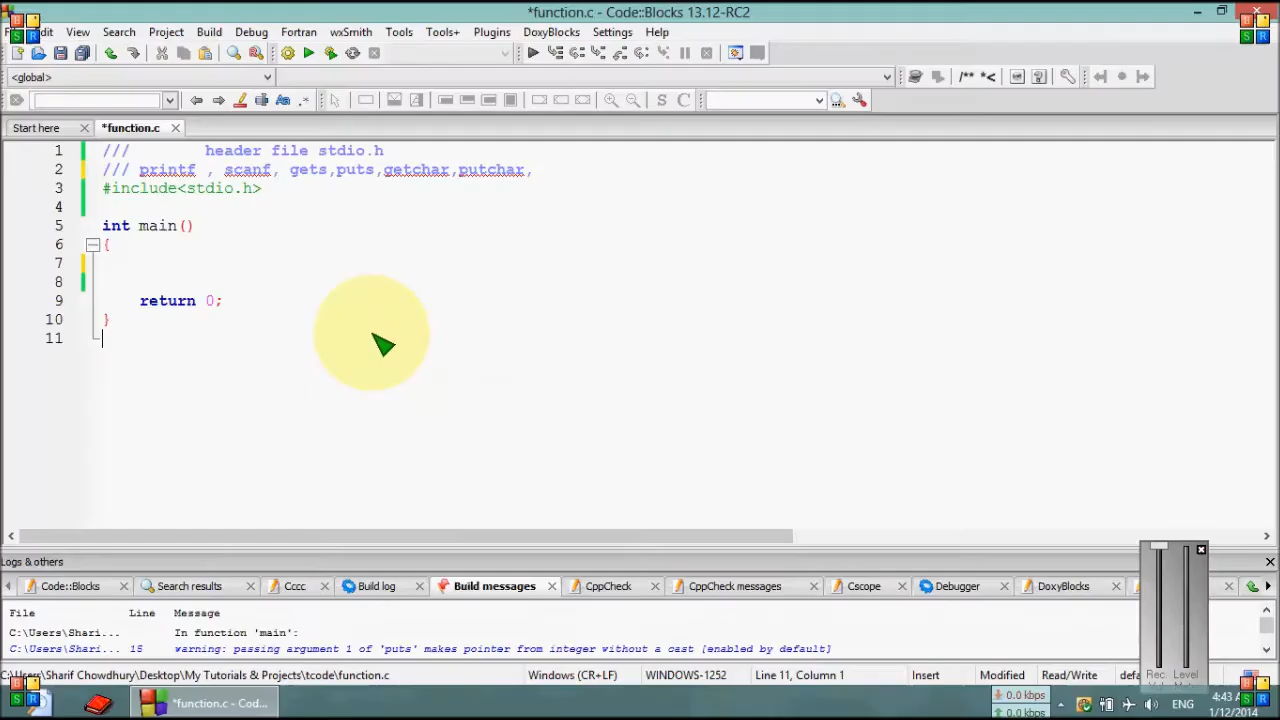 *function.c - Code::Blocks 13.12-RC2
Edit View Search Project Build Debug Fortran wxSmith Tools Tools+ Plugins DoxyBlocks Settings Help
<global>
/** *<
S C
Start here *function.c
1 /// header file stdio.h
2 /// printf , scanf, gets,puts,getchar,putchar,
3 #include<stdio.h>
4
5 int main()
6 {
7
8
9 return 0;
10 }
11
Logs & others
Code::Blocks Search results Cccc Build log Build messages CppCheck CppCheck messages Cscope Debugger DoxyBlocks
File Line Message
C:\Users\Shari... In function 'main':
C:\Users\Shari... 15 warning: passing argument 1 of 'puts' makes pointer from integer without a cast [enabled by default]
C:\Users\Sharif Chowdhury\Desktop\My Tutorials & Projects\tcode\function.c Windows (CR+LF) WINDOWS-1252 Line 11, Column 1 Insert Modified Read/Write
*function.c - Cod...
0.0 kbps
0.0 kbps
ENG
4:43 AM
1/12/2014